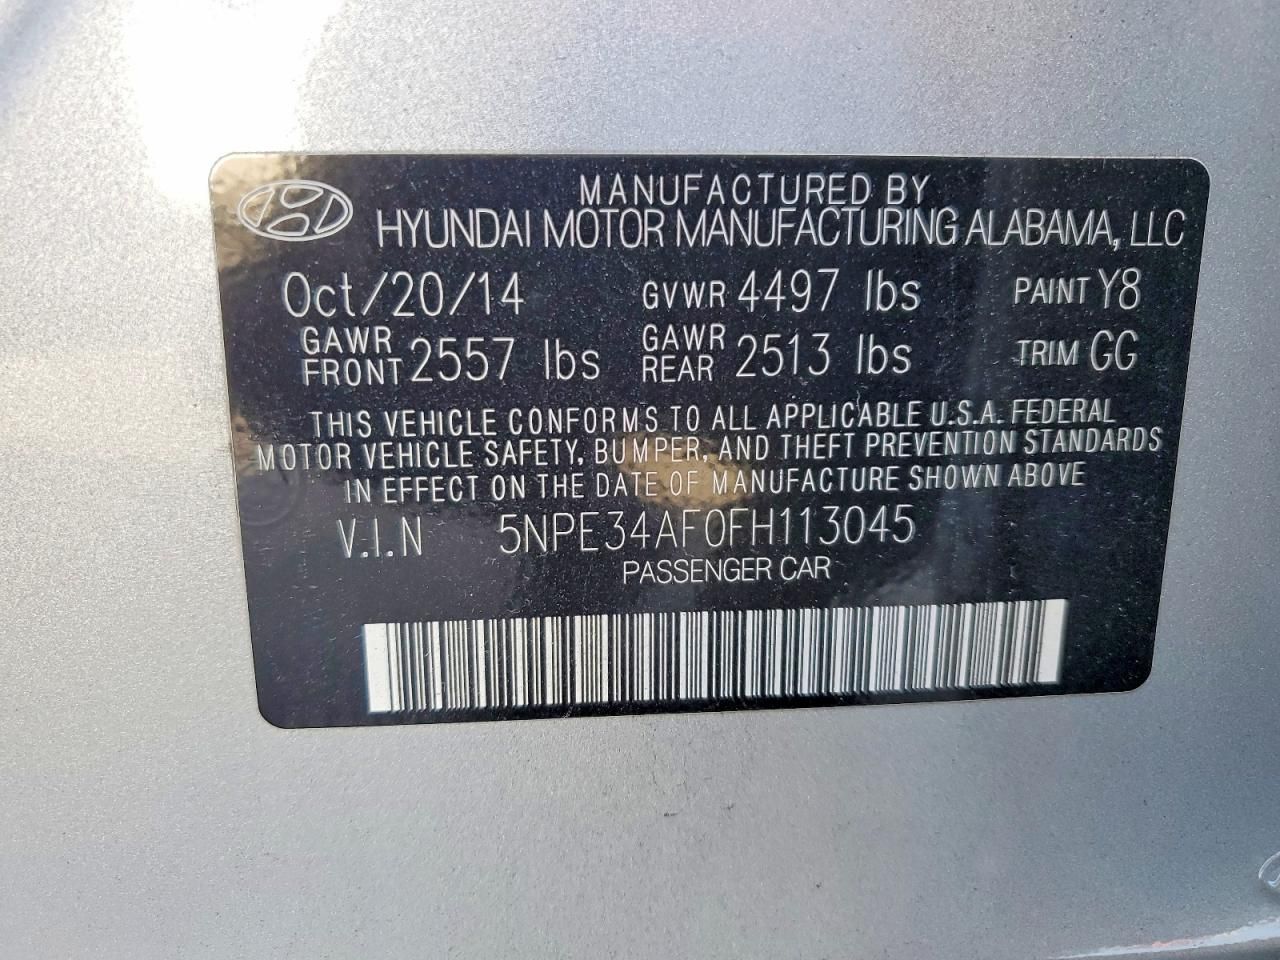 MANUFACTURED BY
HYUNDAI MOTOR MANUFACTURING ALABAMA, LLC
Oct/20/14 GVWR 4497 lbs PAINT Y8
GAWR FRONT 2557 lbs GAWR REAR 2513 lbs TRIM GG
THIS VEHICLE CONFORMS TO ALL APPLICABLE U.S.A. FEDERAL
MOTOR VEHICLE SAFETY, BUMPER, AND THEFT PREVENTION STANDARDS
IN EFFECT ON THE DATE OF MANUFACTURE SHOWN ABOVE
V.I.N 5NPE34AF0FH113045
PASSENGER CAR